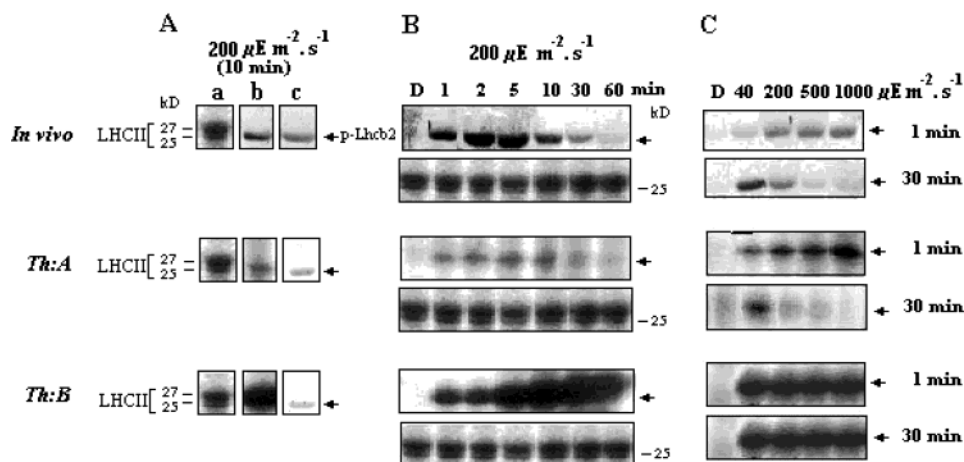 A
B
C
200 µE m⁻².s⁻¹
(10 min)
200 µE m⁻².s⁻¹
a b c
D 1 2 5 10 30 60 min
D 40 200 500 1000 µE m⁻².s⁻¹
kD
kD
In vivo
LHCII
27
25
p-Lhcb2
25
1 min
30 min
Th:A
LHCII
27
25
25
1 min
30 min
Th:B
LHCII
27
25
25
1 min
30 min